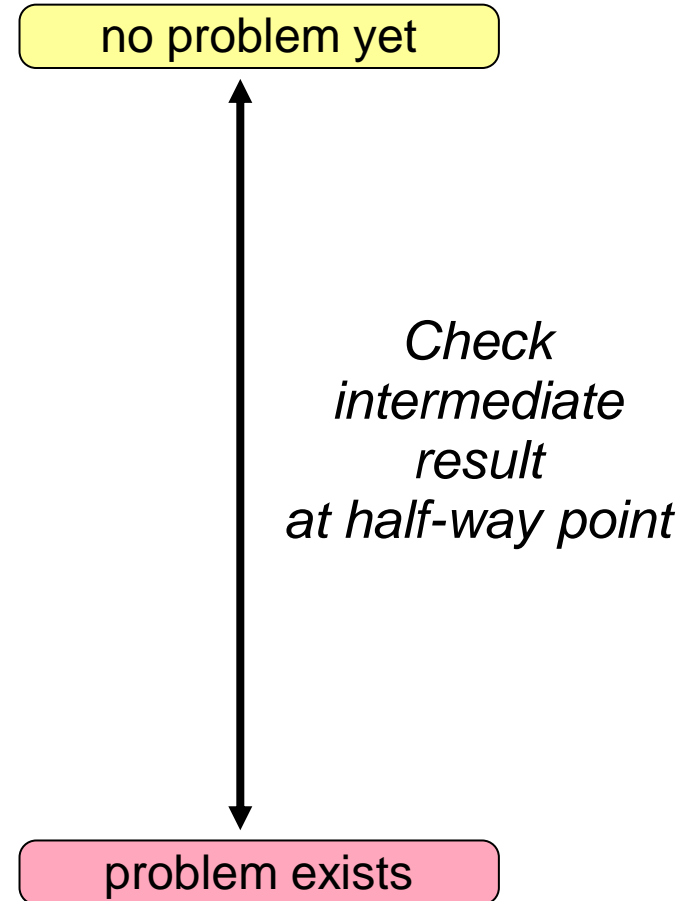 no problem yet
Check
intermediate
result
at half-way point
problem exists